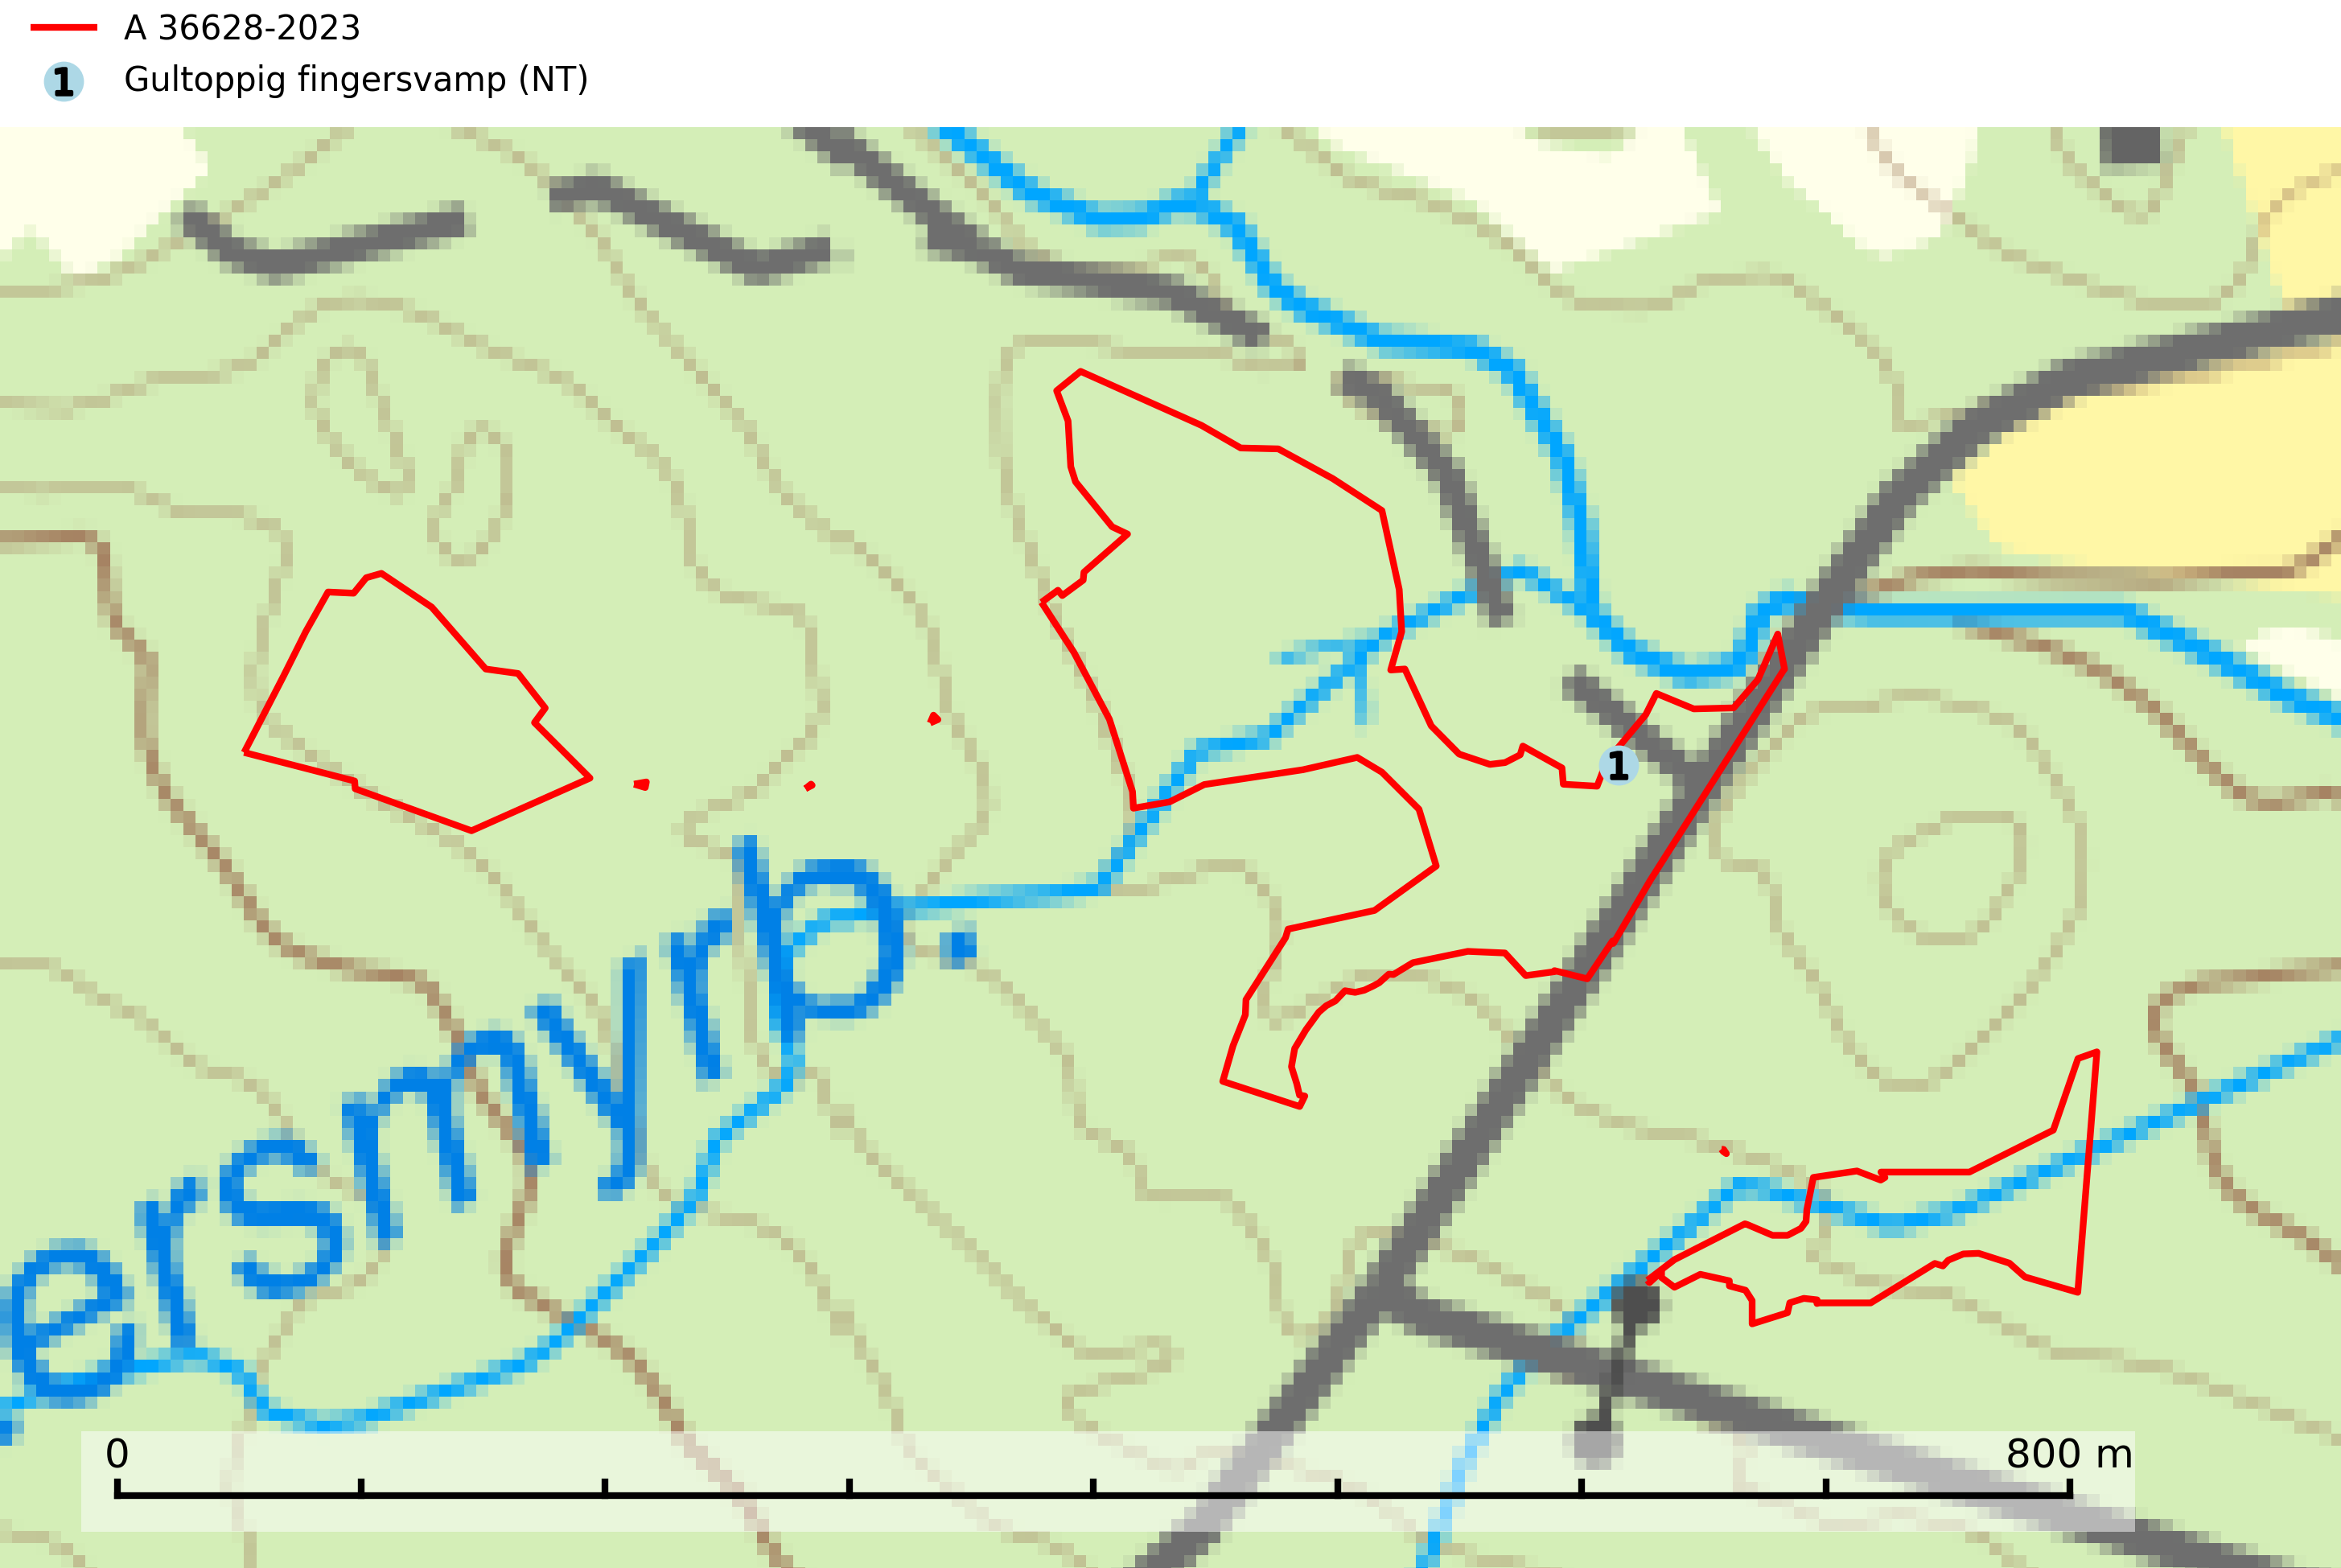 A 36628-2023
1 Gultoppig fingersvamp (NT)
1
ersmyrb.
0 800 m